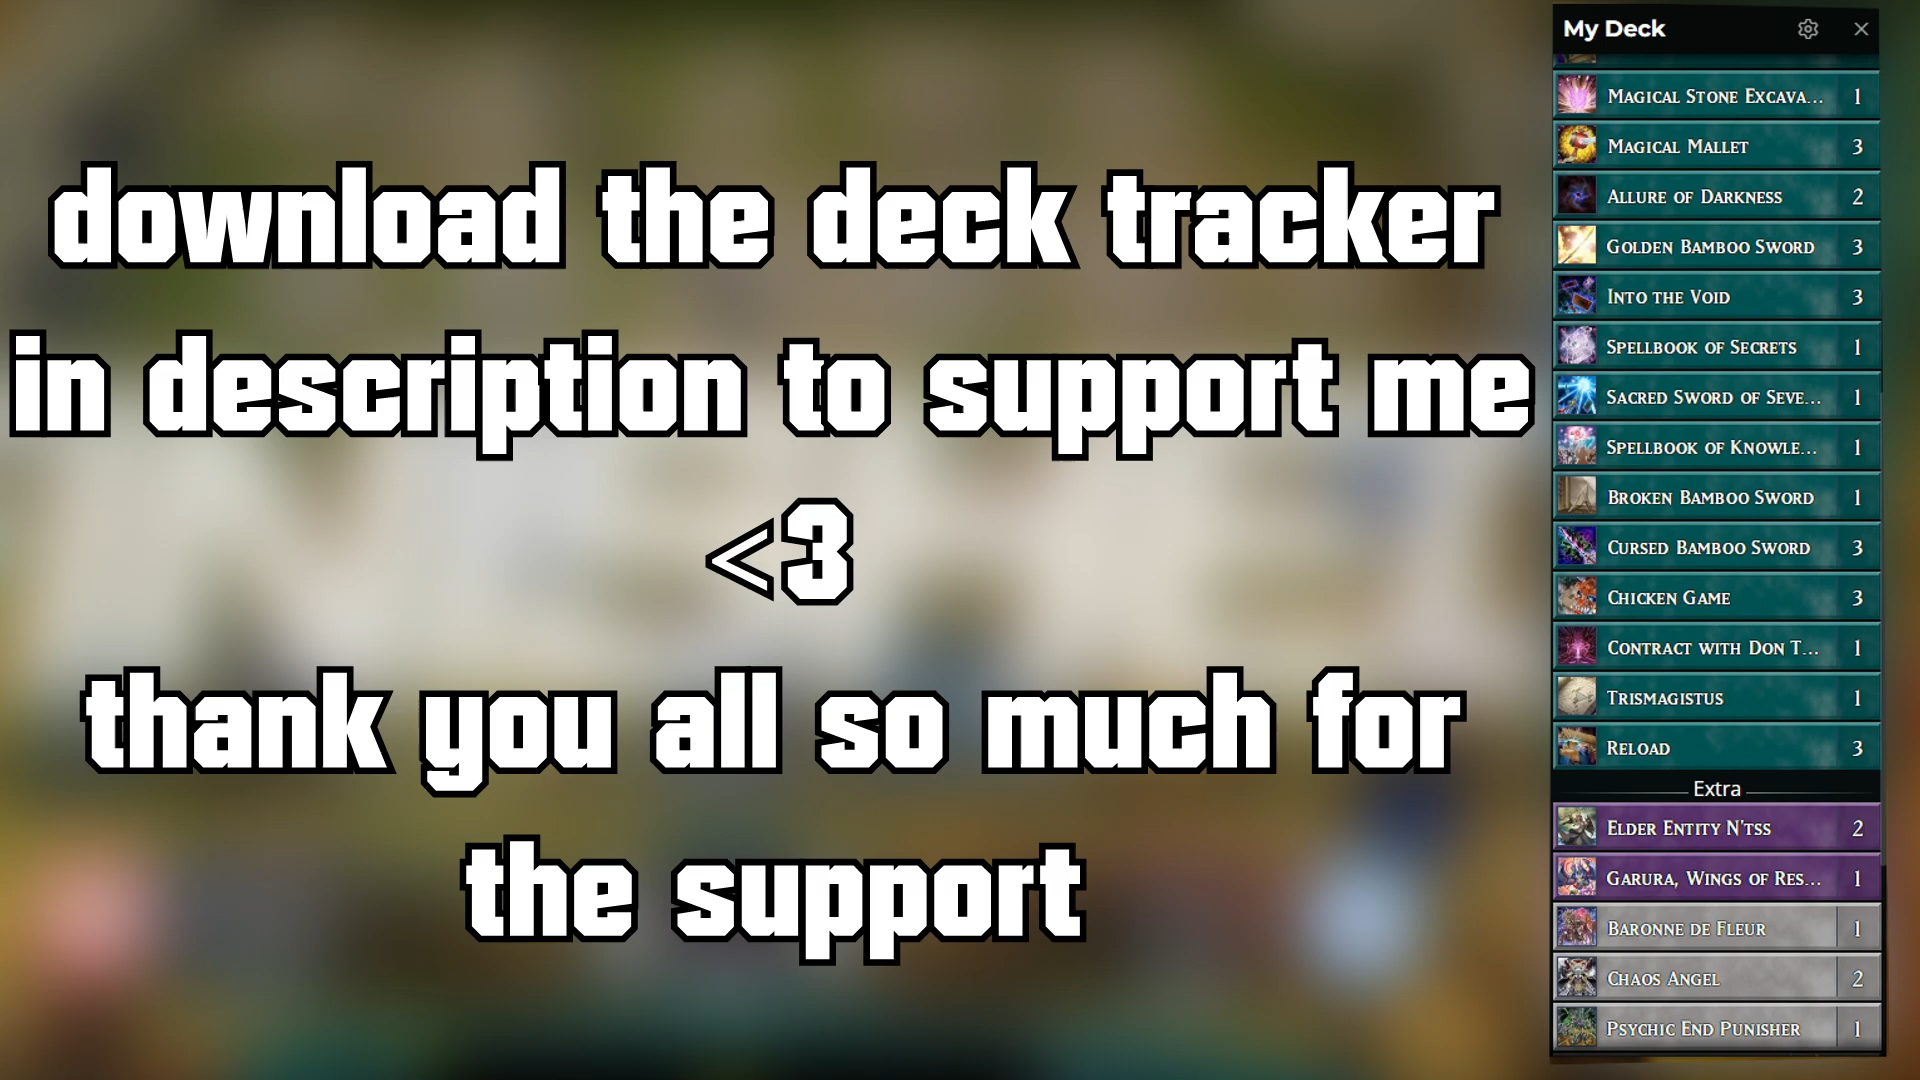 download the deck tracker
in description to support me
<3
thank you all so much for
the support
My Deck
Magical Stone Excava... 1
Magical Mallet 3
Allure of Darkness 2
Golden Bamboo Sword 3
Into the Void 3
Spellbook of Secrets 1
Sacred Sword of Seve... 1
Spellbook of Knowle... 1
Broken Bamboo Sword 1
Cursed Bamboo Sword 3
Chicken Game 3
Contract with Don T... 1
Trismagistus 1
Reload 3
Extra
Elder Entity N'tss 2
Garura, Wings of Res... 1
Baronne de Fleur 1
Chaos Angel 2
Psychic End Punisher 1